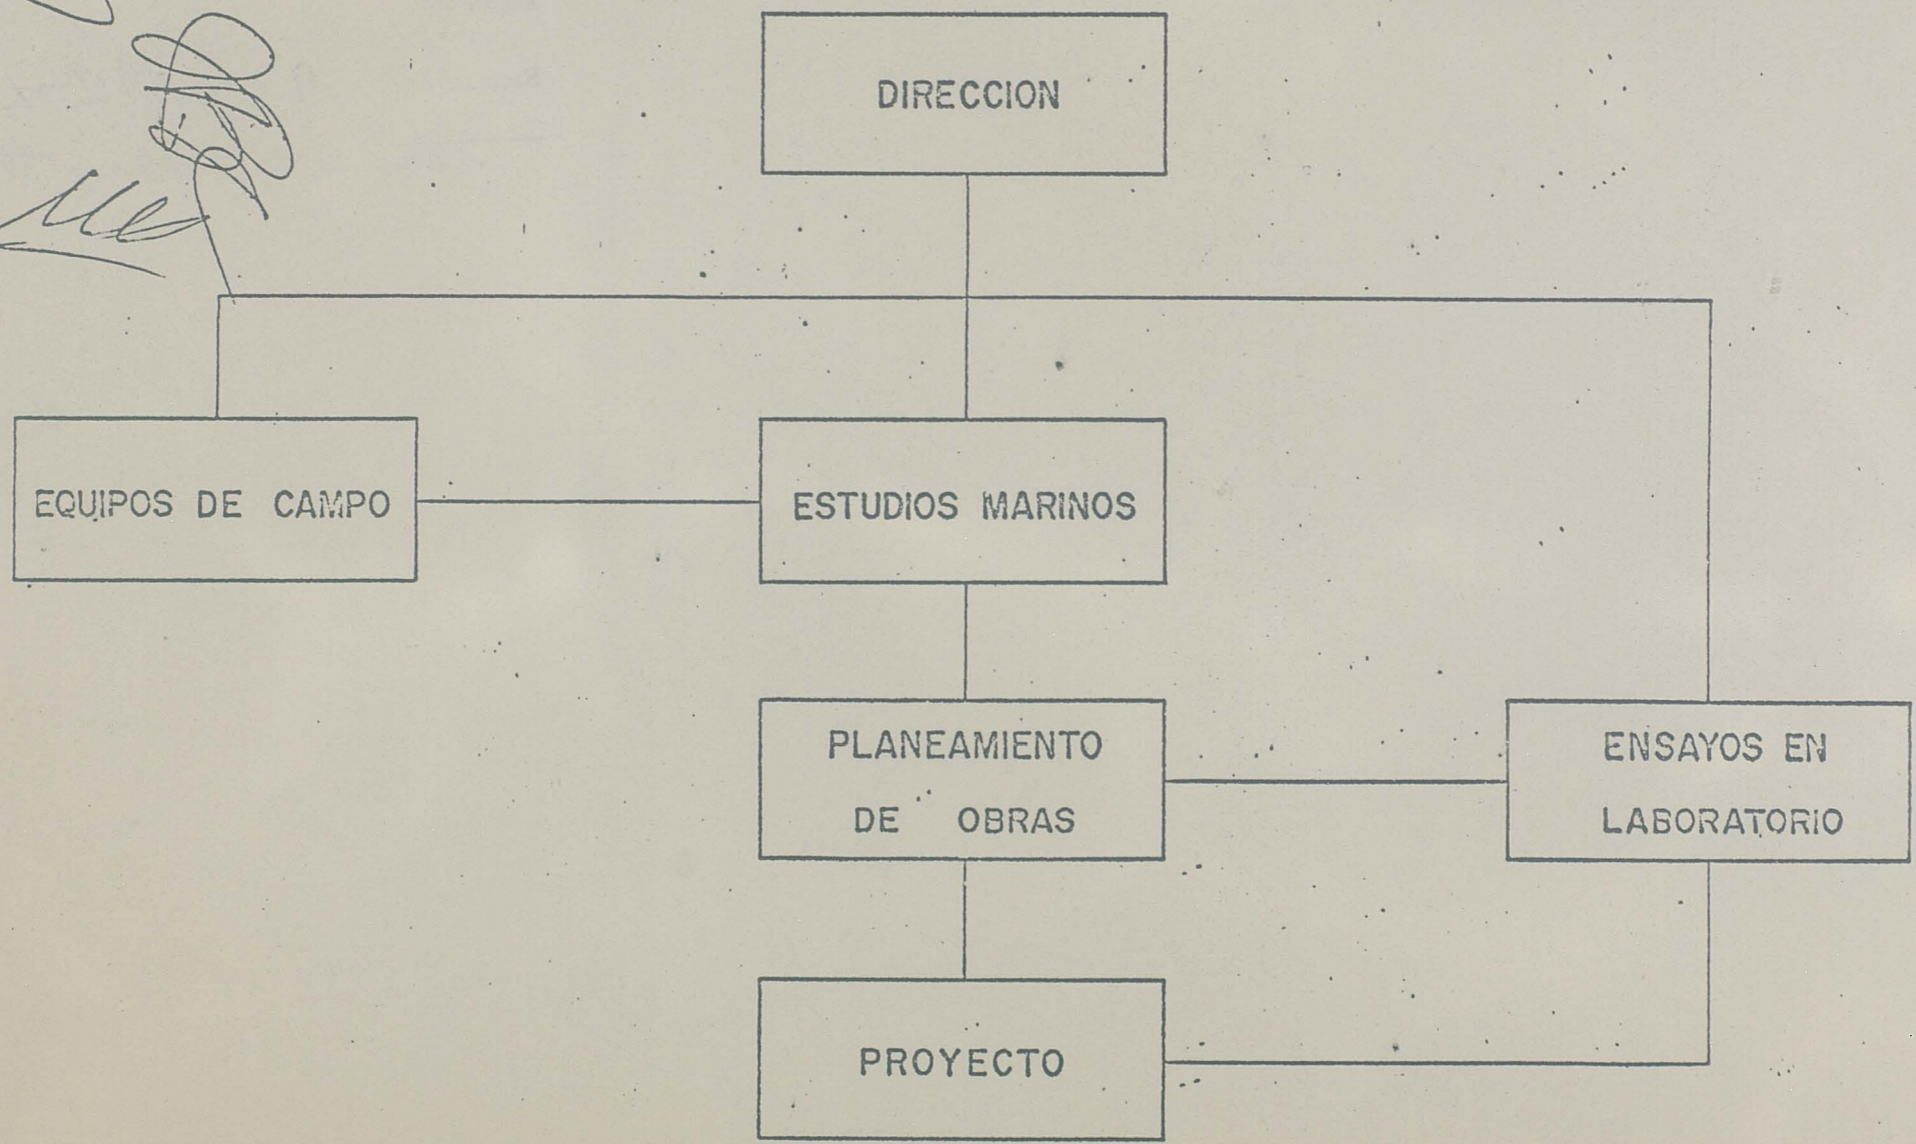 DIRECCION
EQUIPOS DE CAMPO
ESTUDIOS MARINOS
PLANEAMIENTO
DE OBRAS
ENSAYOS EN
LABORATORIO
PROYECTO